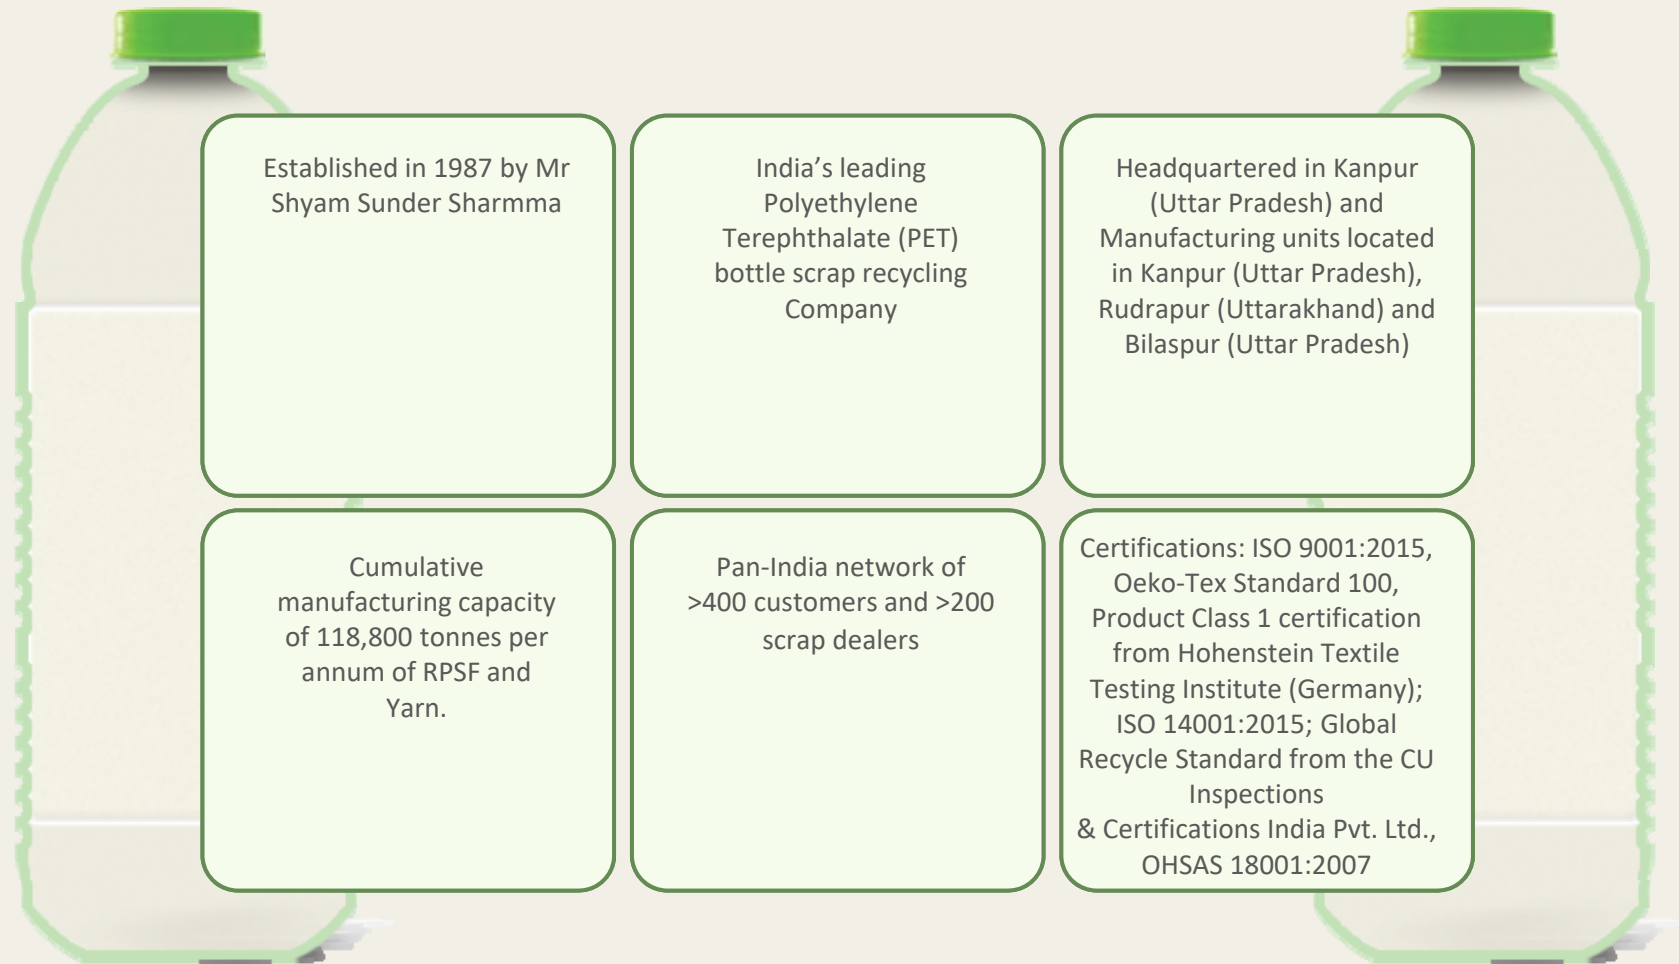 Established in 1987 by Mr
Shyam Sunder Sharmma
India’s leading
Polyethylene
Terephthalate (PET)
bottle scrap recycling
Company
Headquartered in Kanpur
(Uttar Pradesh) and
Manufacturing units located
in Kanpur (Uttar Pradesh),
Rudrapur (Uttarakhand) and
Bilaspur (Uttar Pradesh)
Cumulative
manufacturing capacity
of 118,800 tonnes per
annum of RPSF and
Yarn.
Pan-India network of
>400 customers and >200
scrap dealers
Certifications: ISO 9001:2015,
Oeko-Tex Standard 100,
Product Class 1 certification
from Hohenstein Textile
Testing Institute (Germany);
ISO 14001:2015; Global
Recycle Standard from the CU
Inspections
& Certifications India Pvt. Ltd.,
OHSAS 18001:2007